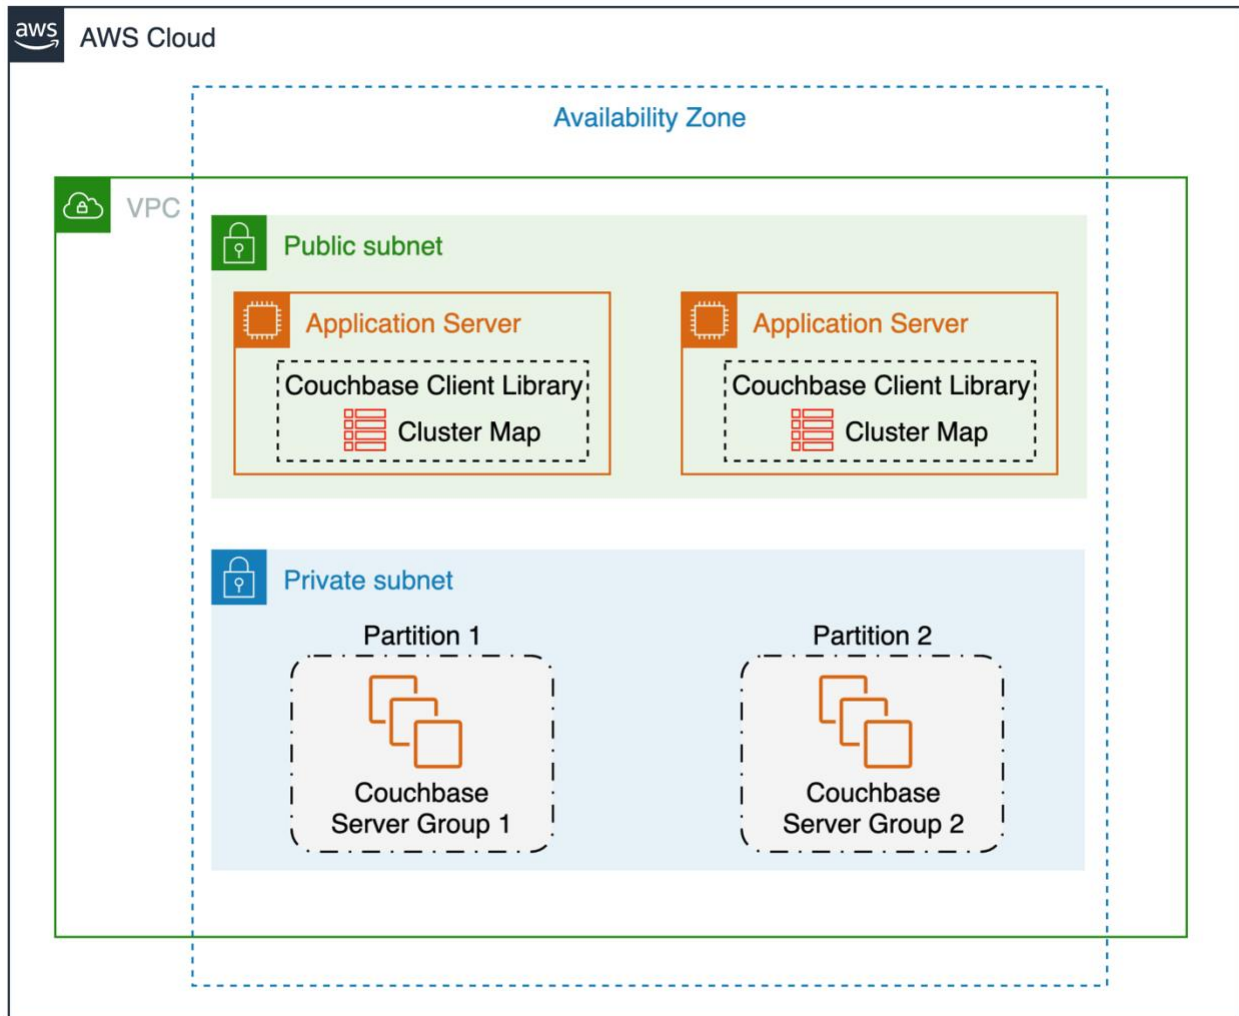 aws
AWS Cloud
Availability Zone
VPC
Public subnet
Application Server
Couchbase Client Library
Cluster Map
Application Server
Couchbase Client Library
Cluster Map
Private subnet
Partition 1
Couchbase
Server Group 1
Partition 2
Couchbase
Server Group 2